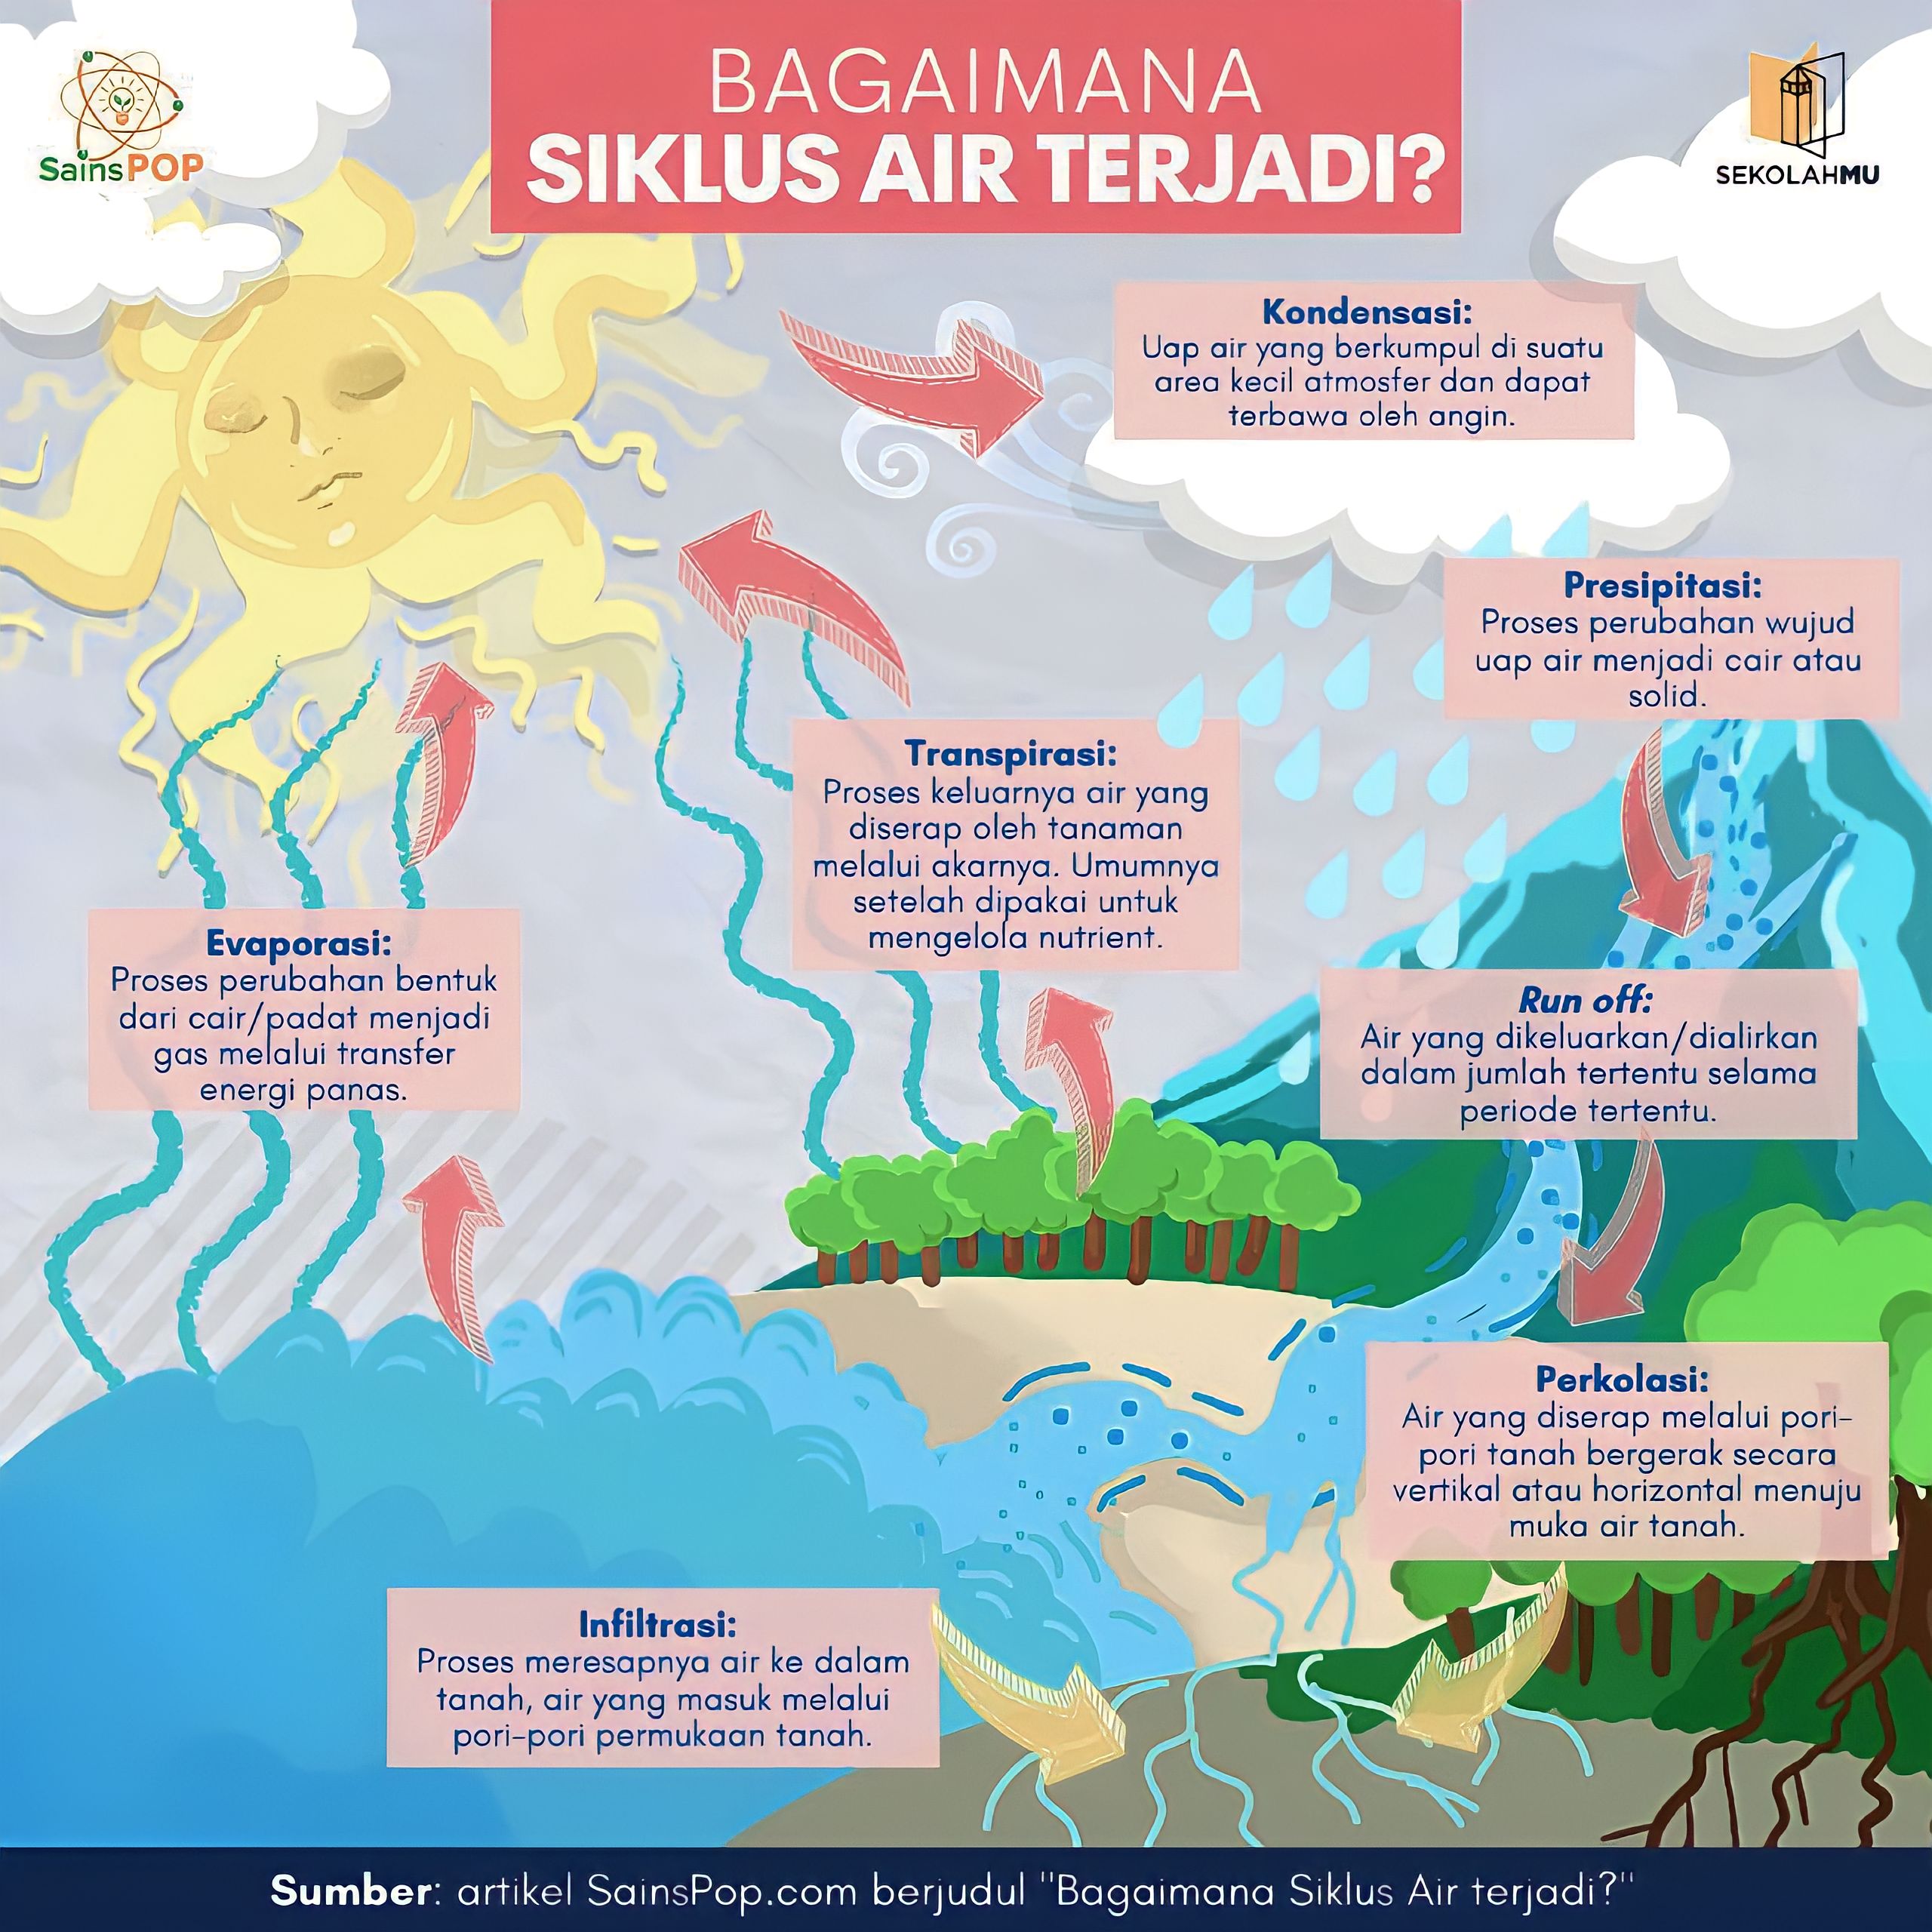 SainsPOP
BAGAIMANA
SIKLUS AIR TERJADI?
SEKOLAHMU
Kondensasi:
Uap air yang berkumpul di suatu
area kecil atmosfer dan dapat
terbawa oleh angin.
Presipitasi:
Proses perubahan wujud
uap air menjadi cair atau
solid.
Transpirasi:
Proses keluarnya air yang
diserap oleh tanaman
melalui akarnya. Umumnya
setelah dipakai untuk
mengelola nutrient.
Evaporasi:
Proses perubahan bentuk
dari cair/padat menjadi
gas melalui transfer
energi panas.
Run off:
Air yang dikeluarkan/dialirkan
dalam jumlah tertentu selama
periode tertentu.
Perkolasi:
Air yang diserap melalui pori-
pori tanah bergerak secara
vertikal atau horizontal menuju
muka air tanah.
Infiltrasi:
Proses meresapnya air ke dalam
tanah, air yang masuk melalui
pori-pori permukaan tanah.
Sumber: artikel SainsPop.com berjudul "Bagaimana Siklus Air terjadi?"